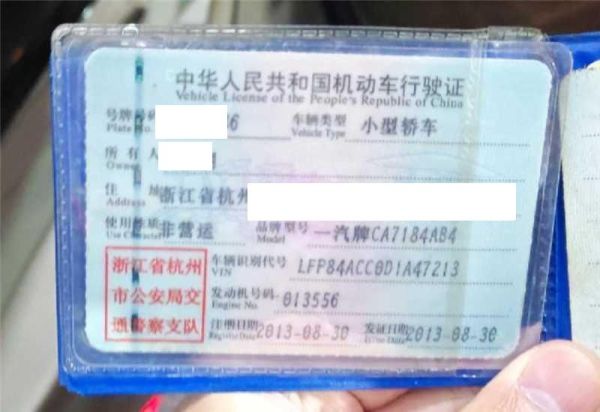 中华人民共和国机动车行驶证
Vehicle License of the People's Republic of China
号牌号码 66 车辆类型 小型轿车
Plate No. Vehicle Type
所有人
Owner
住 址 浙江省杭州
Address
使用性质 非营运 品牌型号 一汽牌CA7184AB4
Use Character Model
浙江省杭州 车辆识别代号 LFP84ACC0D1A47213
VIN
市公安局交 发动机号码 013556
Engine No.
通警察支队 注册日期 2013-08-30 发证日期 2013-08-30
Register Date Issue Date